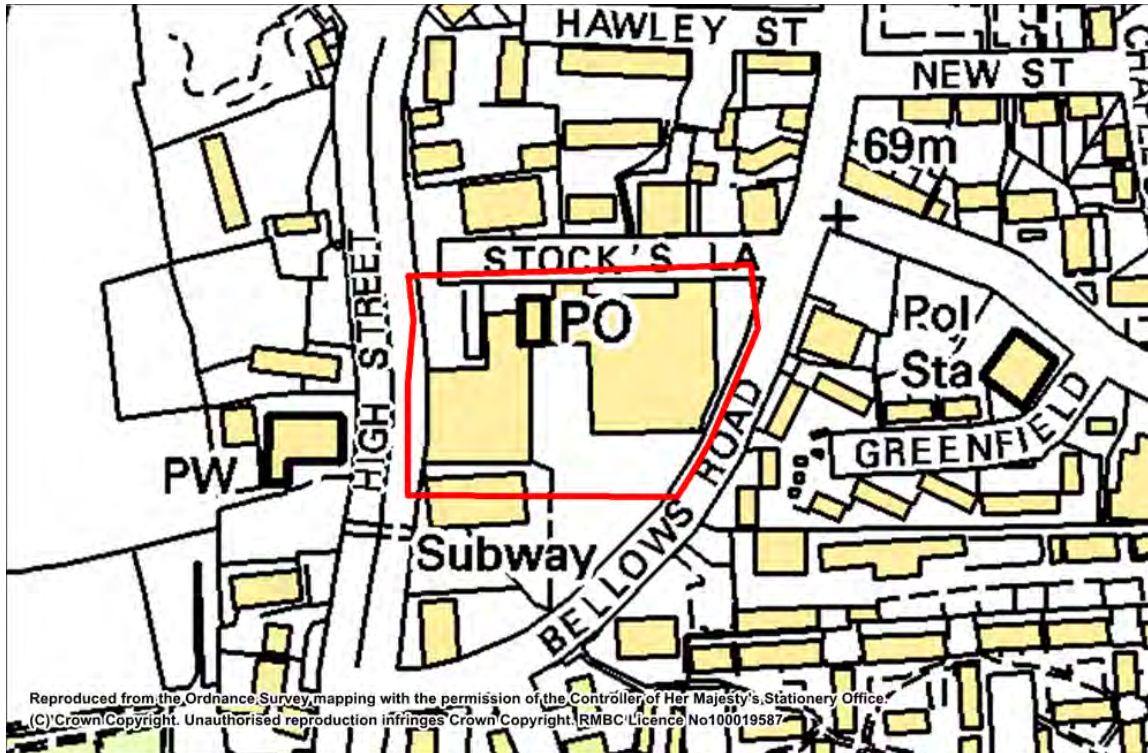 HAWLEY ST
NEW ST
69m
STOCK'S LA
HIGH STREET
PO
Pol
Sta
GREENFIELD
PW
BELLOWS ROAD
Subway
Reproduced from the Ordnance Survey mapping with the permission of the Controller of Her Majesty's Stationery Office.
(C) Crown Copyright. Unauthorised reproduction infringes Crown Copyright. RMBC Licence No100019587